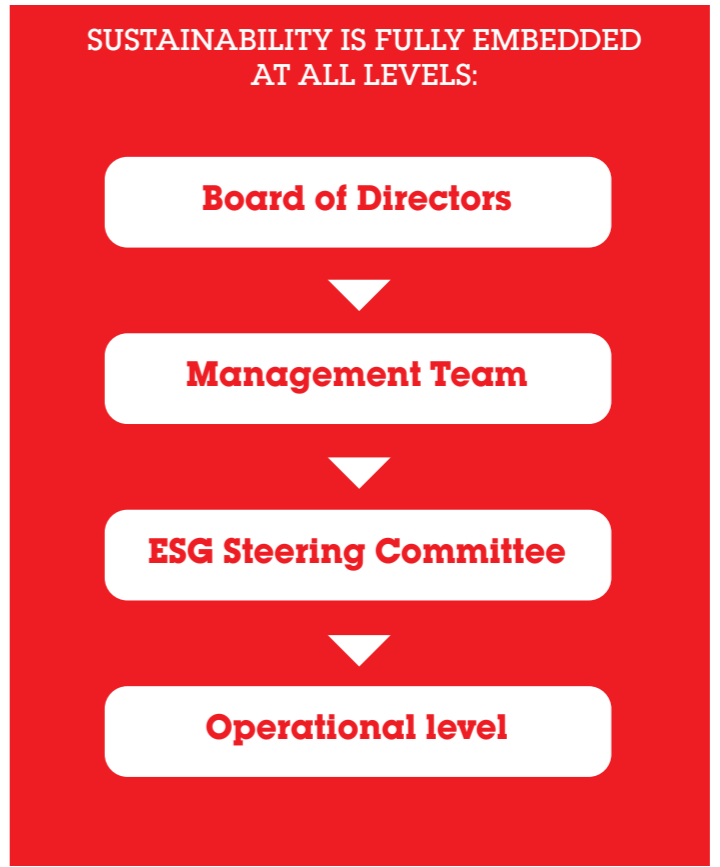 SUSTAINABILITY IS FULLY EMBEDDED
AT ALL LEVELS:
Board of Directors
Management Team
ESG Steering Committee
Operational level